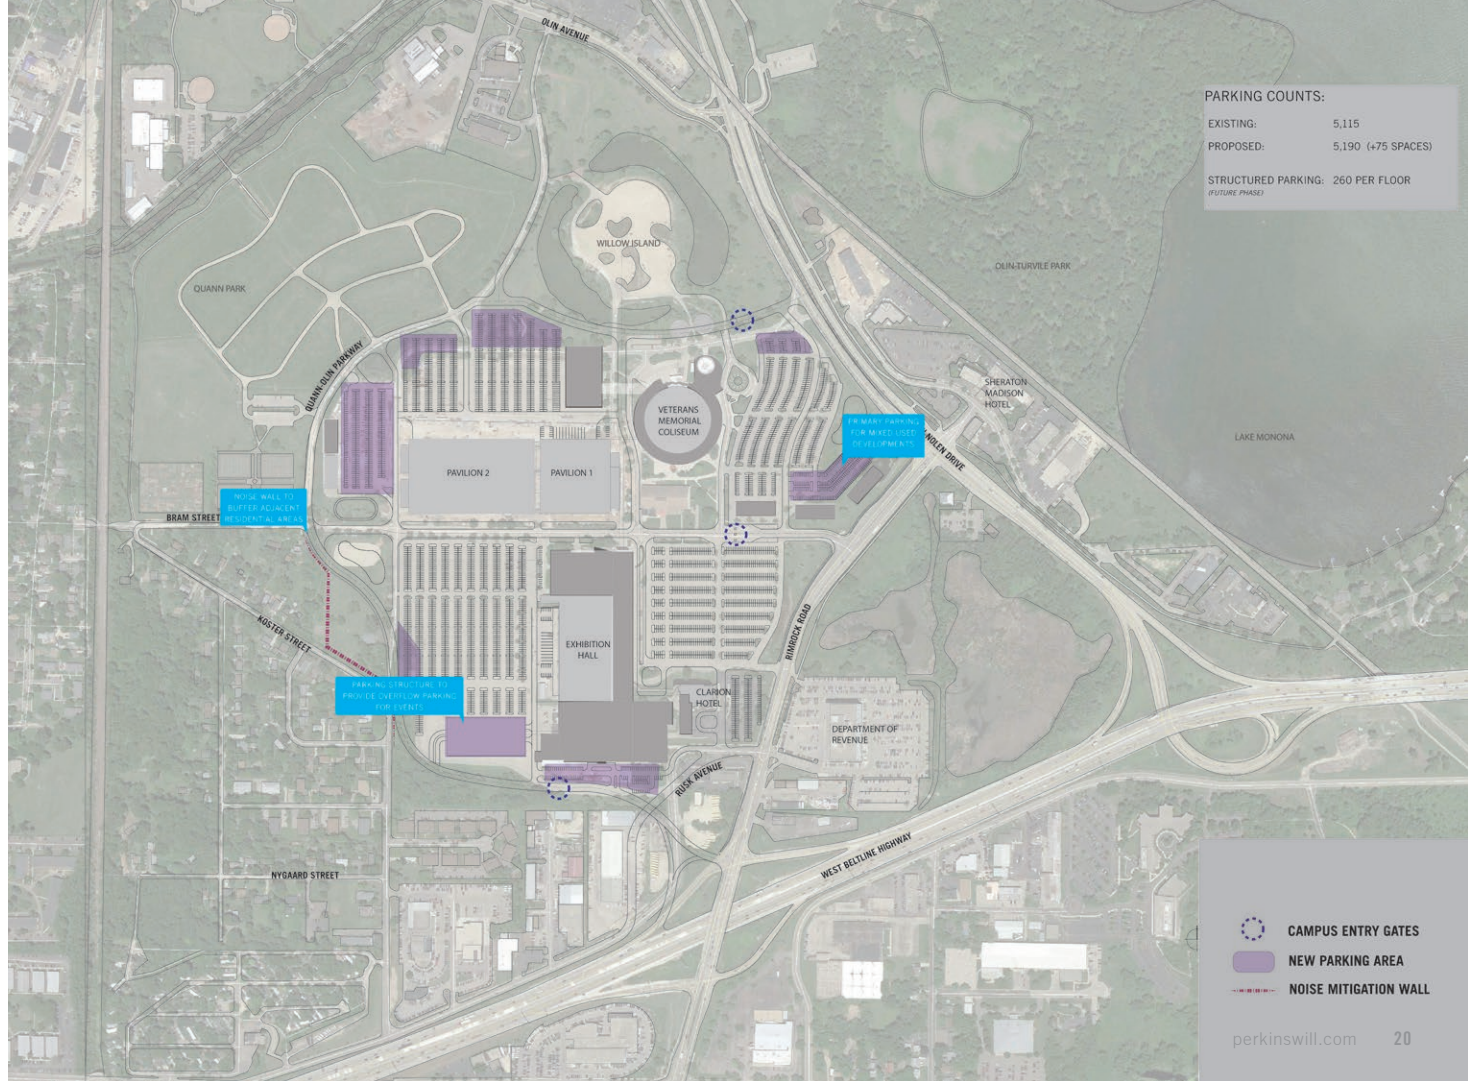 OLIN AVENUE
PARKING COUNTS:
EXISTING: 5,115
PROPOSED: 5,190 (+75 SPACES)
STRUCTURED PARKING: 260 PER FLOOR
(FUTURE PHASE)
WILLOW ISLAND
OLIN-TURVILE PARK
QUANN PARK
QUANN-OLIN PARKWAY
SHERATON
MADISON
HOTEL
VETERANS
MEMORIAL
COLISEUM
PRIMARY PARKING
FOR MIXED USED
DEVELOPMENTS
NOLEN DRIVE
LAKE MONONA
PAVILION 2
PAVILION 1
NOISE WALL TO
BUFFER ADJACENT
RESIDENTIAL AREAS
BRAM STREET
KOSTER STREET
RIMROCK ROAD
EXHIBITION
HALL
PARKING STRUCTURE TO
PROVIDE OVERFLOW PARKING
FOR EVENTS
CLARION
HOTEL
DEPARTMENT OF
REVENUE
RUSK AVENUE
WEST BELTLINE HIGHWAY
NYGAARD STREET
CAMPUS ENTRY GATES
NEW PARKING AREA
NOISE MITIGATION WALL
perkinswill.com 20